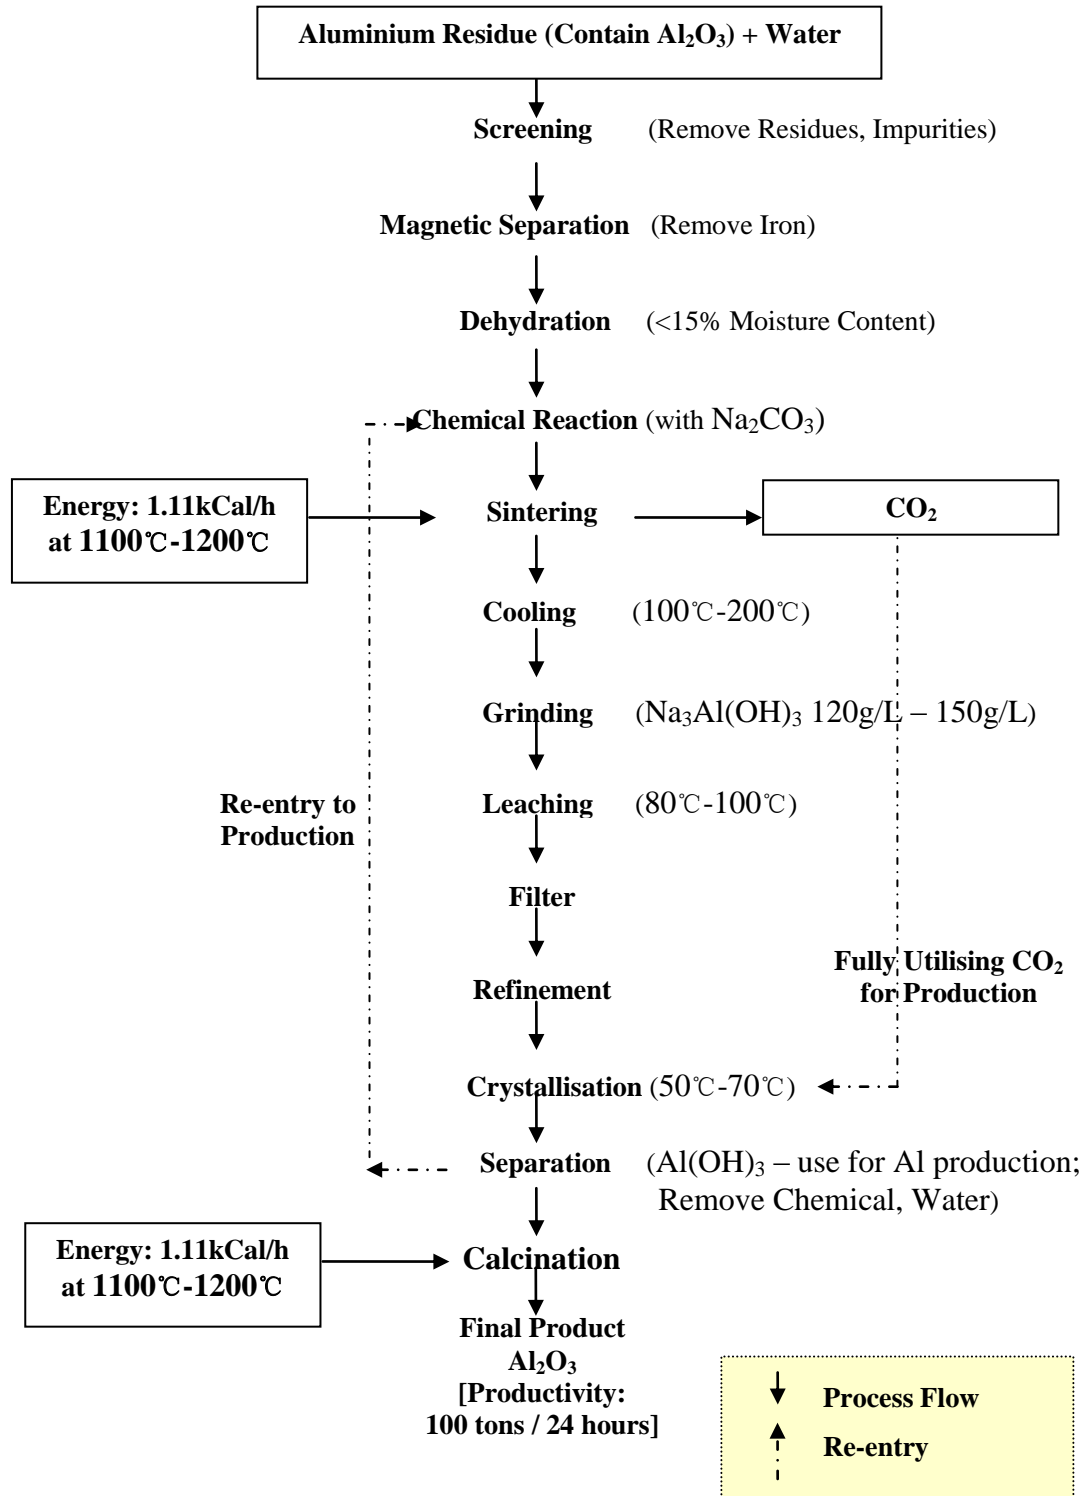 Aluminium Residue (Contain Al₂O₃) + Water
Screening (Remove Residues, Impurities)
Magnetic Separation (Remove Iron)
Dehydration (<15% Moisture Content)
Chemical Reaction (with Na₂CO₃)
Energy: 1.11kCal/h
at 1100℃-1200℃
Sintering
CO₂
Cooling (100℃-200℃)
Grinding (Na₃Al(OH)₃ 120g/L – 150g/L)
Leaching (80℃-100℃)
Re-entry to
Production
Filter
Fully Utilising CO₂
for Production
Refinement
Crystallisation (50℃-70℃)
Separation (Al(OH)₃ – use for Al production;
Remove Chemical, Water)
Energy: 1.11kCal/h
at 1100℃-1200℃
Calcination
Final Product
Al₂O₃
[Productivity:
100 tons / 24 hours]
Process Flow
Re-entry